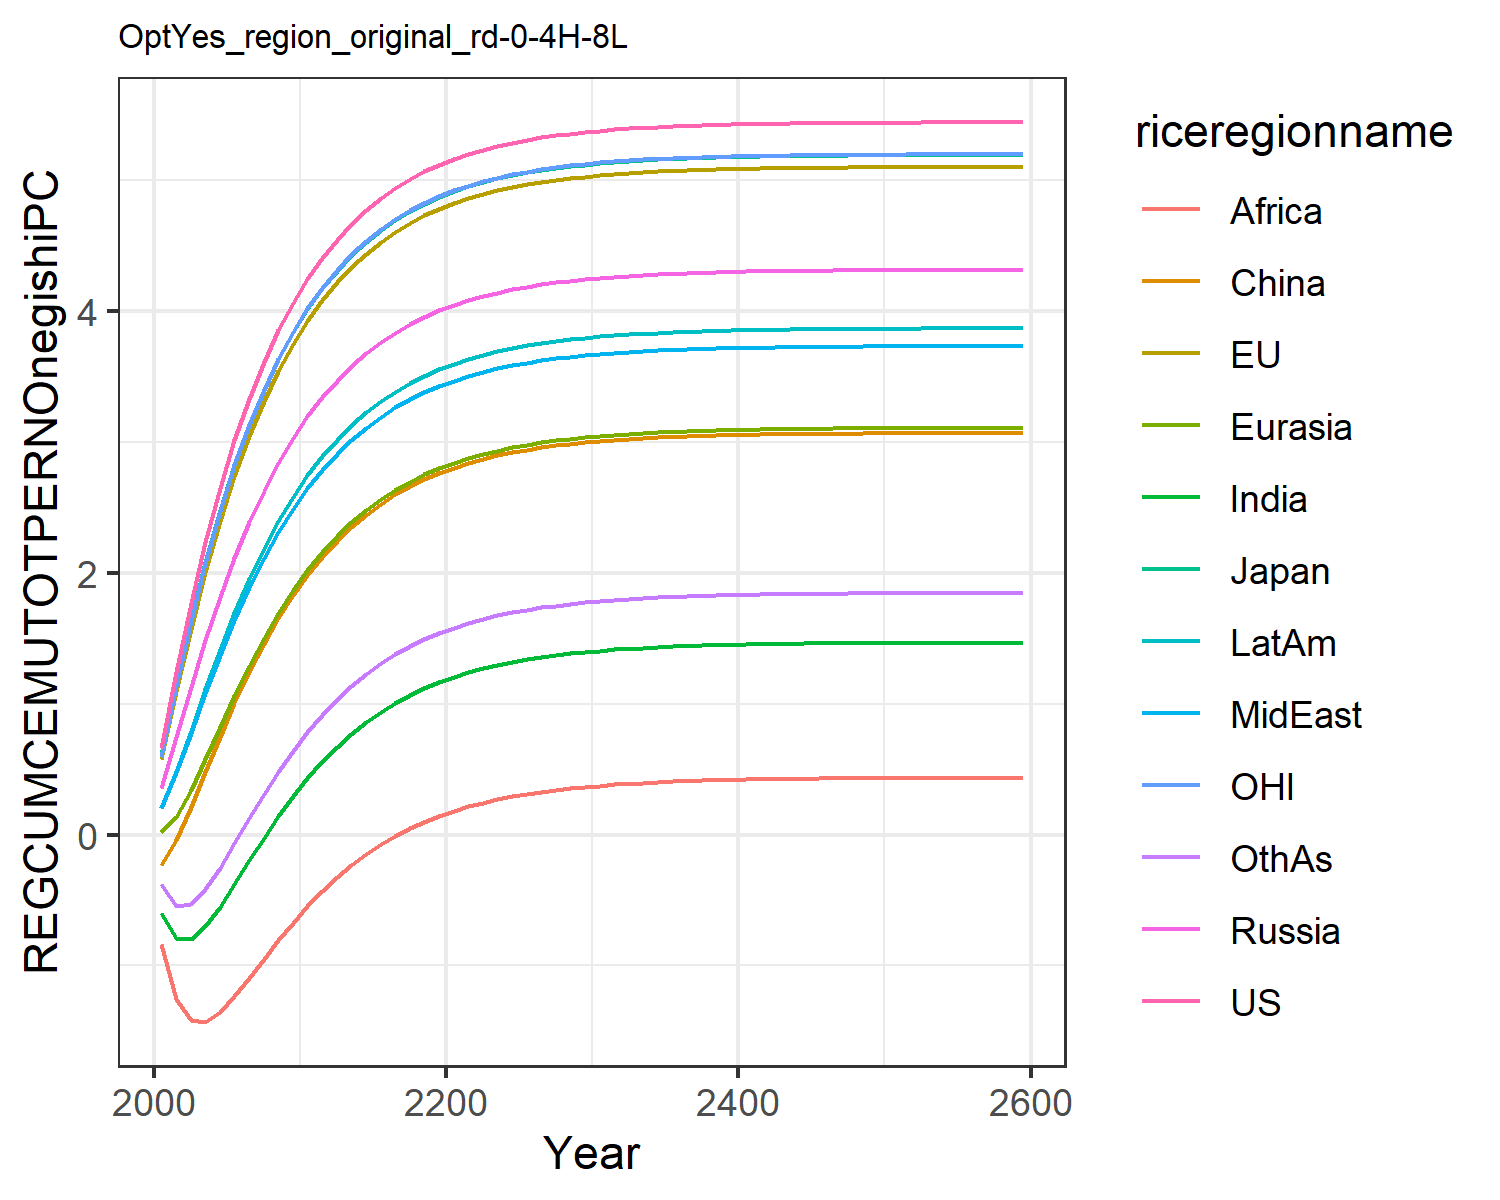 OptYes_region_original_rd-0-4H-8L
REGCUMCEMUTOTPERNOnegishiPC
4
2
0
2000
2200
2400
2600
Year
riceregionname
Africa
China
EU
Eurasia
India
Japan
LatAm
MidEast
OHI
OthAs
Russia
US